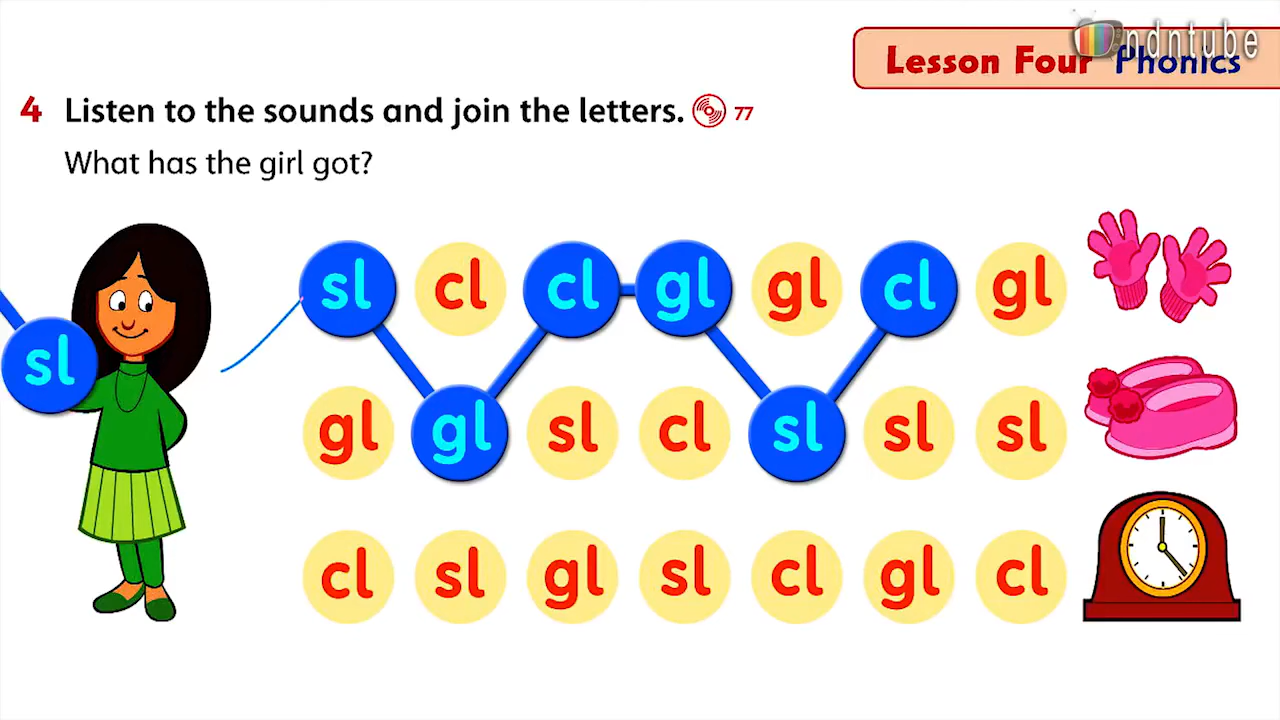 ndntube
Lesson Four Phonics
4 Listen to the sounds and join the letters. 77
What has the girl got?
sl cl cl gl gl cl gl
sl
gl gl sl cl sl sl sl
cl sl gl sl cl gl cl